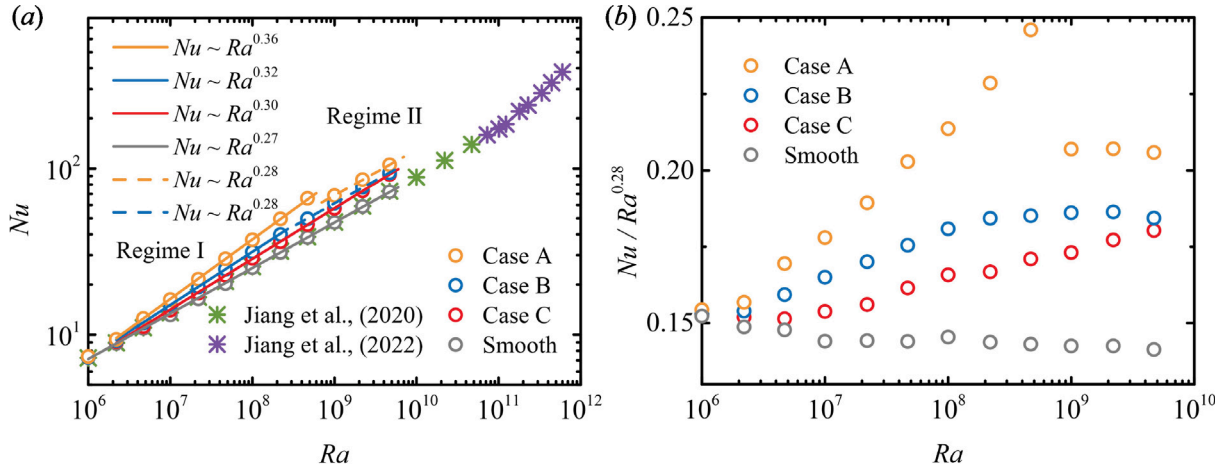 (a)
Nu ~ Ra^0.36
Nu ~ Ra^0.32
Nu ~ Ra^0.30
Nu ~ Ra^0.27
Nu ~ Ra^0.28
Nu ~ Ra^0.28
Regime II
Regime I
Case A
Case B
Case C
Smooth
Jiang et al., (2020)
Jiang et al., (2022)
Nu
10^2
10^1
10^6 10^7 10^8 10^9 10^10 10^11 10^12
Ra
(b)
Case A
Case B
Case C
Smooth
Nu / Ra^0.28
0.25
0.20
0.15
10^6 10^7 10^8 10^9 10^10
Ra